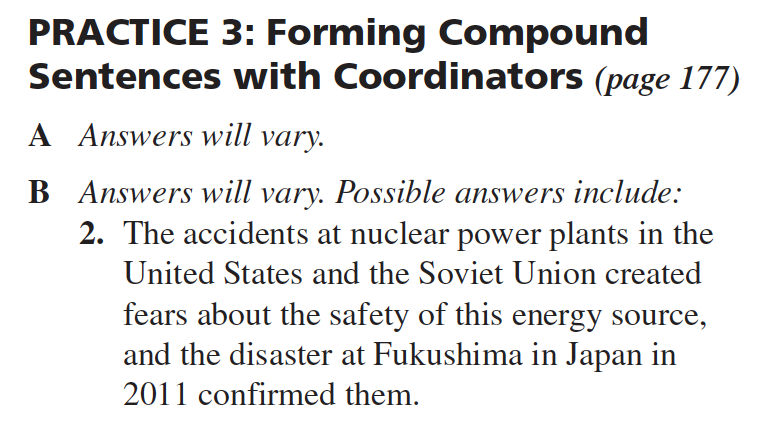 PRACTICE 3: Forming Compound
Sentences with Coordinators (page 177)
A Answers will vary.
B Answers will vary. Possible answers include:
2. The accidents at nuclear power plants in the
United States and the Soviet Union created
fears about the safety of this energy source,
and the disaster at Fukushima in Japan in
2011 confirmed them.